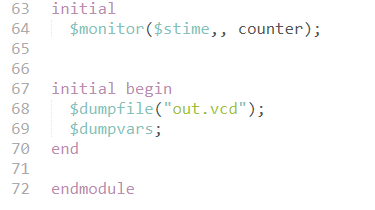 63 initial
64   $monitor($stime,, counter);
65
66
67 initial begin
68   $dumpfile("out.vcd");
69   $dumpvars;
70 end
71
72 endmodule